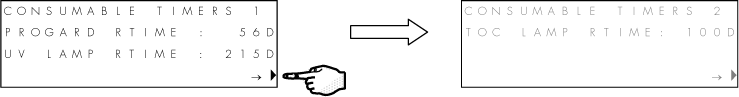 CONSUMABLE TIMERS 1
PROGARD RTIME : 56D
UV LAMP RTIME : 215D
→
CONSUMABLE TIMERS 2
TOC LAMP RTIME: 100D
→